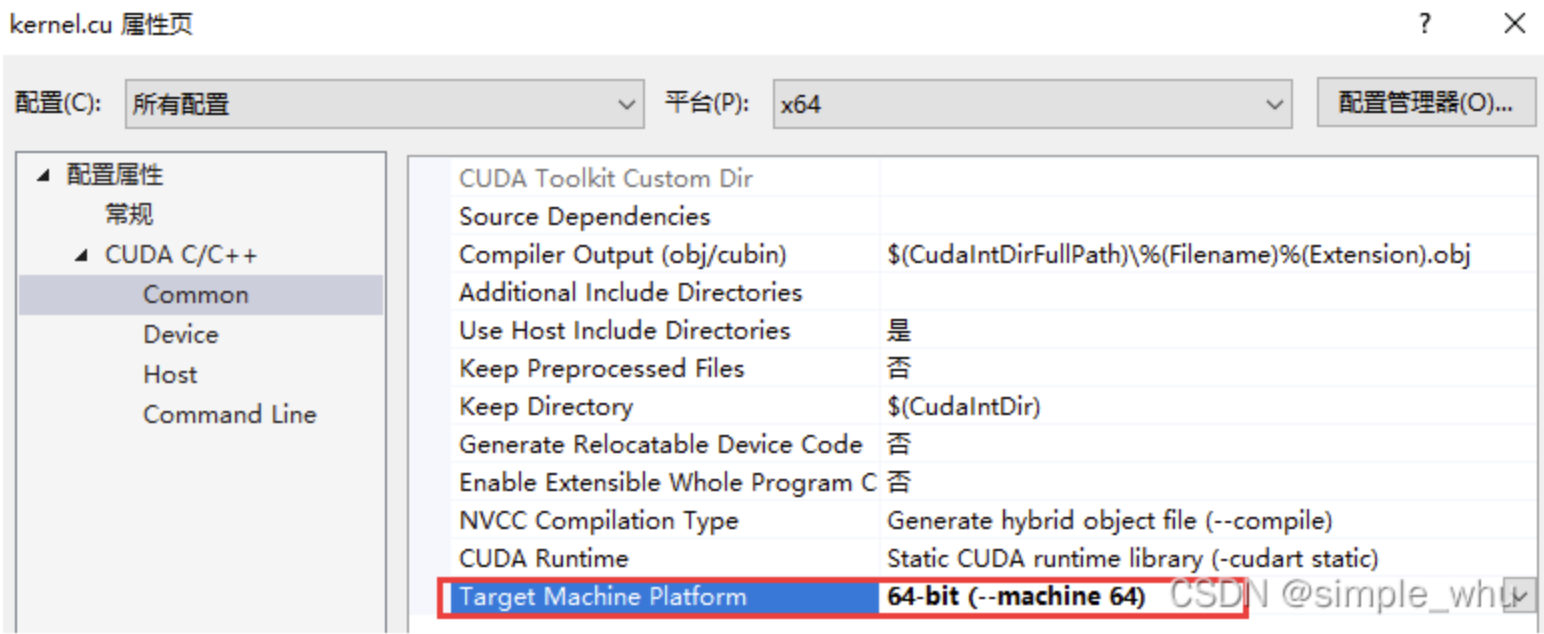 kernel.cu 属性页 ?
配置(C): 所有配置 平台(P): x64 配置管理器(O)...
配置属性
常规
CUDA C/C++
Common
Device
Host
Command Line
CUDA Toolkit Custom Dir
Source Dependencies
Compiler Output (obj/cubin) $(CudaIntDirFullPath)\%(Filename)%(Extension).obj
Additional Include Directories
Use Host Include Directories 是
Keep Preprocessed Files 否
Keep Directory $(CudaIntDir)
Generate Relocatable Device Code 否
Enable Extensible Whole Program C 否
NVCC Compilation Type Generate hybrid object file (--compile)
CUDA Runtime Static CUDA runtime library (-cudart static)
Target Machine Platform 64-bit (--machine 64)
CSDN @simple_whu